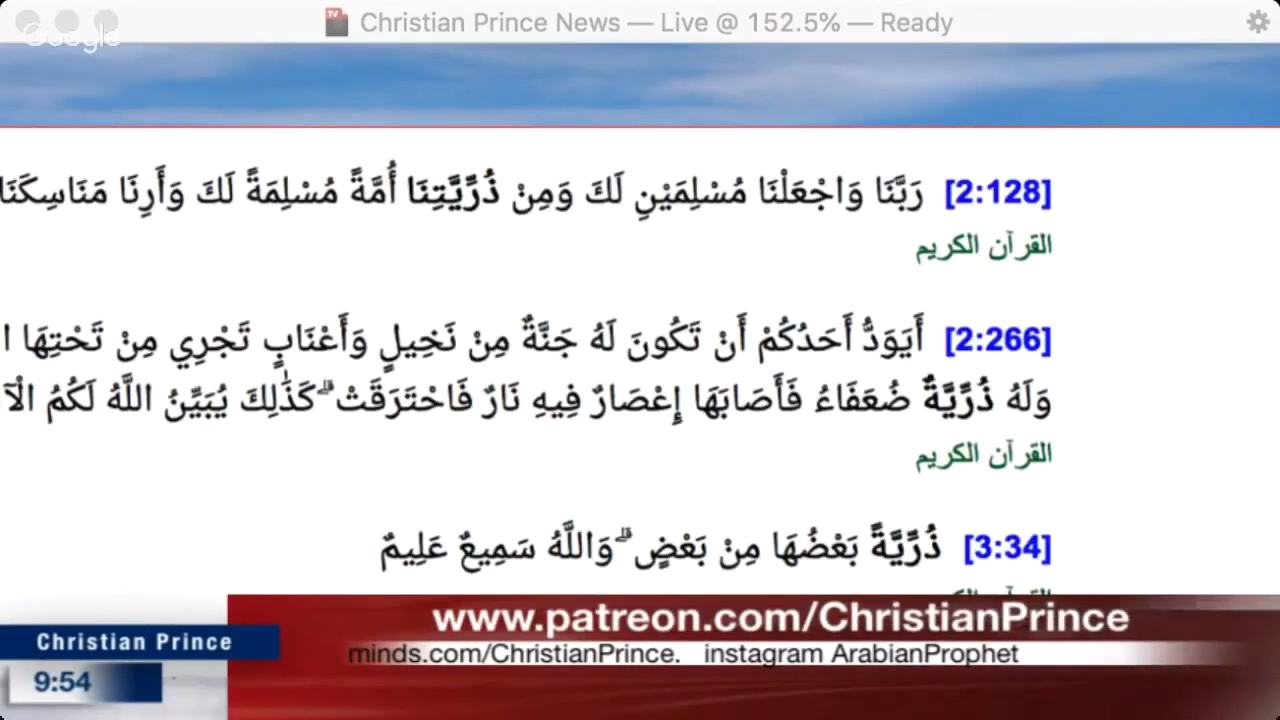 Google
Christian Prince News — Live @ 152.5% — Ready
[2:128] رَبَّنَا وَاجْعَلْنَا مُسْلِمَيْنِ لَكَ وَمِنْ ذُرِّيَّتِنَا أُمَّةً مُسْلِمَةً لَكَ وَأَرِنَا مَنَاسِكَنَا
القرآن الكريم
[2:266] أَيَوَدُّ أَحَدُكُمْ أَنْ تَكُونَ لَهُ جَنَّةٌ مِنْ نَخِيلٍ وَأَعْنَابٍ تَجْرِي مِنْ تَحْتِهَا
وَلَهُ ذُرِّيَّةٌ ضُعَفَاءُ فَأَصَابَهَا إِعْصَارٌ فِيهِ نَارٌ فَاحْتَرَقَتْ ۗ كَذَٰلِكَ يُبَيِّنُ اللَّهُ لَكُمُ
القرآن الكريم
[3:34] ذُرِّيَّةً بَعْضُهَا مِنْ بَعْضٍ ۗ وَاللَّهُ سَمِيعٌ عَلِيمٌ
www.patreon.com/ChristianPrince
Christian Prince
minds.com/ChristianPrince. instagram ArabianProphet
9:54